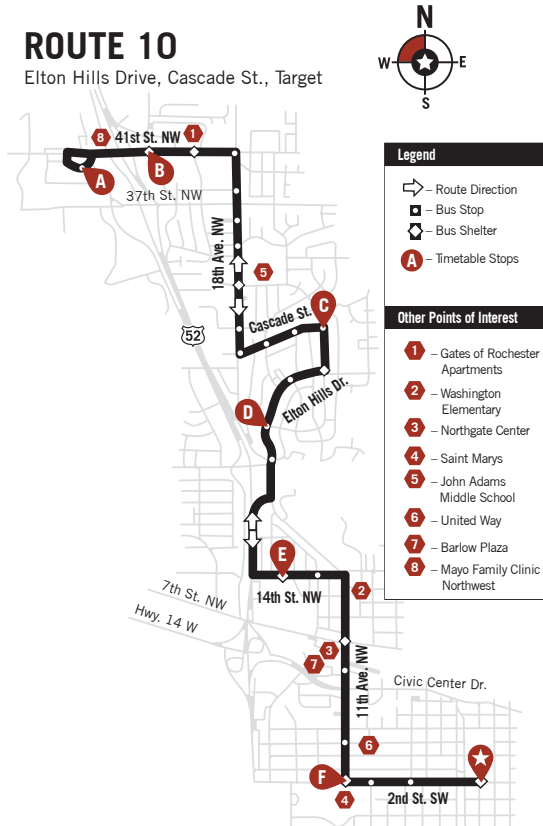 ROUTE 10
Elton Hills Drive, Cascade St., Target
N
W
E
S
8
41st St. NW
1
A
B
37th St. NW
18th Ave. NW
5
C
Cascade St.
52
Elton Hills Dr.
D
E
14th St. NW
2
7th St. NW
Hwy. 14 W
3
7
11th Ave. NW
Civic Center Dr.
6
F
4
2nd St. SW
Legend
– Route Direction
– Bus Stop
– Bus Shelter
A – Timetable Stops
Other Points of Interest
1 – Gates of Rochester
Apartments
2 – Washington
Elementary
3 – Northgate Center
4 – Saint Marys
5 – John Adams
Middle School
6 – United Way
7 – Barlow Plaza
8 – Mayo Family Clinic
Northwest